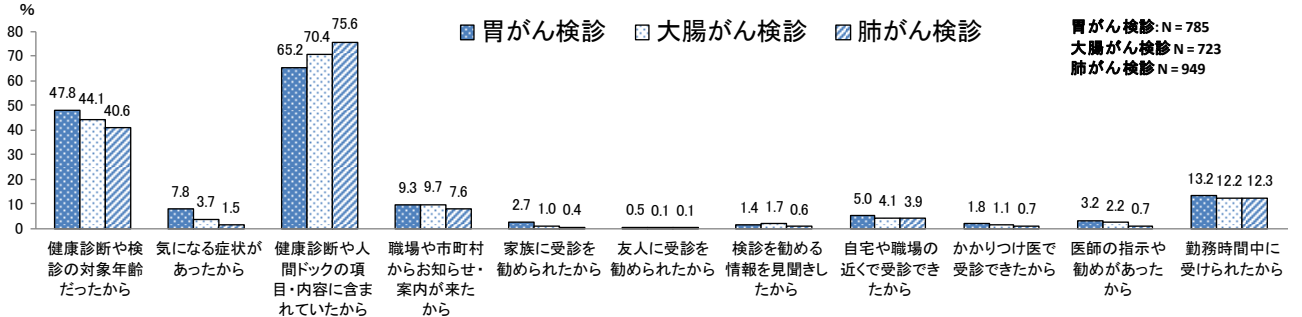 %
80
70
60
50
40
30
20
10
0
胃がん検診 大腸がん検診 肺がん検診
胃がん検診: N = 785
大腸がん検診 N = 723
肺がん検診 N = 949
47.8 44.1 40.6
7.8 3.7 1.5
65.2 70.4 75.6
9.3 9.7 7.6
2.7 1.0 0.4
0.5 0.1 0.1
1.4 1.7 0.6
5.0 4.1 3.9
1.8 1.1 0.7
3.2 2.2 0.7
13.2 12.2 12.3
健康診断や検
診の対象年齢
だったから
気になる症状が
あったから
健康診断や人
間ドックの項
目・内容に含ま
れていたから
職場や市町村
からお知らせ・
案内が来た
から
家族に受診を
勧められたから
友人に受診を
勧められたから
検診を勧める
情報を見聞きし
たから
自宅や職場の
近くで受診でき
たから
かかりつけ医で
受診できたから
医師の指示や
勧めがあった
から
勤務時間中に
受けられたから